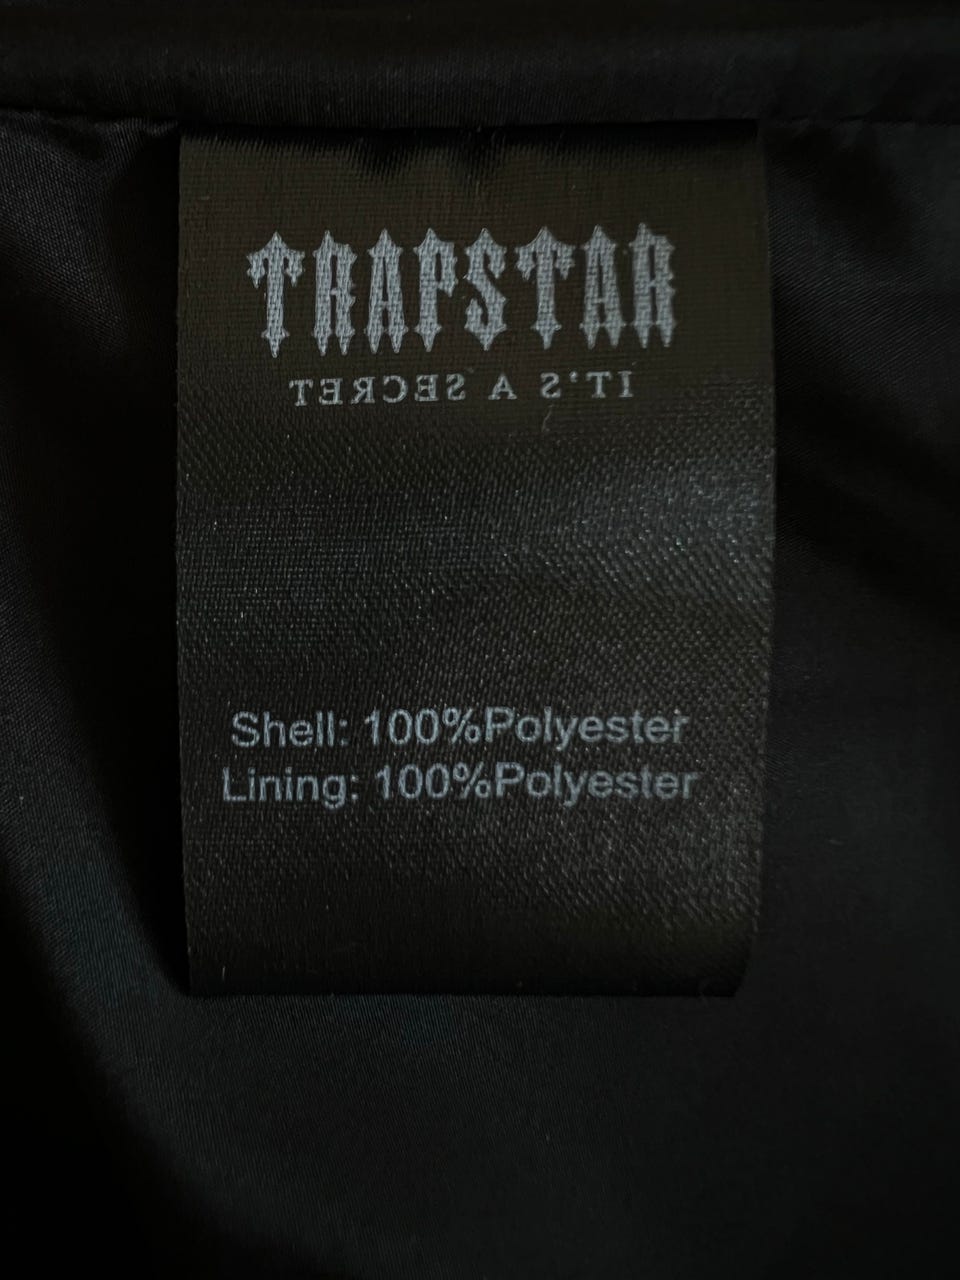 TRAPSTAR
IT'S A SECRET
Shell: 100%Polyester
Lining: 100%Polyester